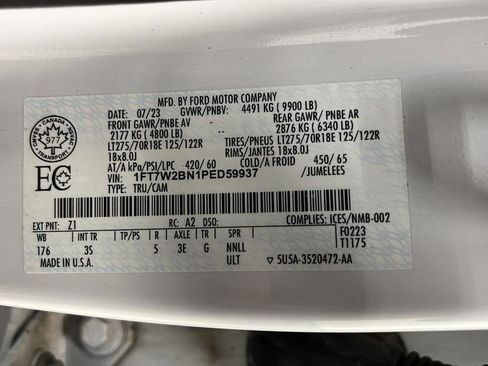 MFD. BY FORD MOTOR COMPANY
DATE: 07/23 GVWR/PNBV: 4491 KG (9900 LB)
FRONT GAWR/PNBE AV REAR GAWR / PNBE AR
2177 KG (4800 LB) 2876 KG (6340 LB)
LT275/70R18E 125/122R TIRES/PNEUS LT275/70R18E 125/122R
18x8.0J RIMS/JANTES 18x8.0J
AT/A kPa/PSI/LPC 420/60 COLD/A FROID 450/65
VIN: 1FT7W2BN1PED59937 /JUMELEES
TYPE: TRU/CAM
CANADA
977
TRANSPORT
EC
EXT PNT: Z1 RC: A2 DSO: COMPLIES: ICES/NMB-002
WB INT TR TP/PS R AXLE TR SPR F0223
176 3S 5 3E G NNLL T1175
MADE IN U.S.A. ULT ▽ 5U5A-3520472-AA